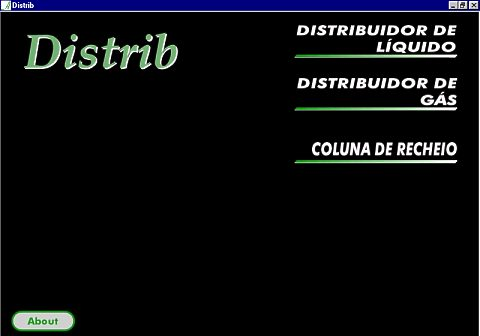 Distrib
Distrib
DISTRIBUIDOR DE
LÍQUIDO
DISTRIBUIDOR DE
GÁS
COLUNA DE RECHEIO
About